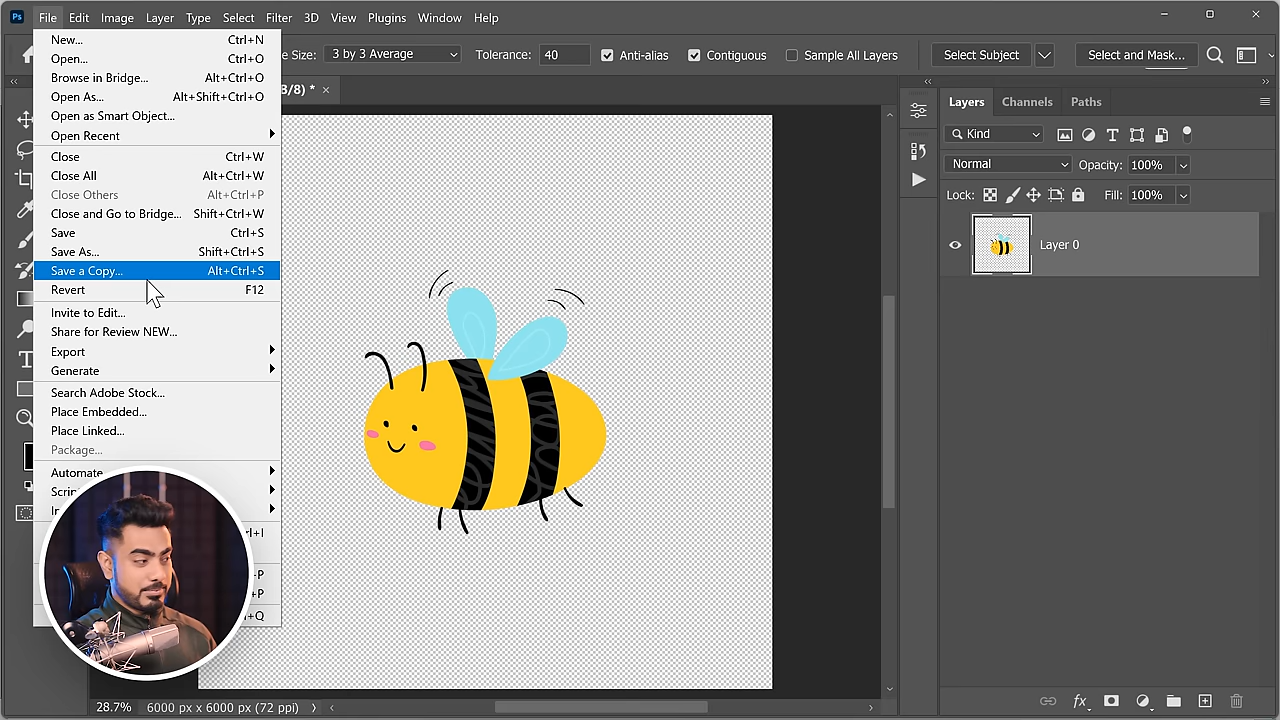 Ps File Edit Image Layer Type Select Filter 3D View Plugins Window Help
e Size: 3 by 3 Average Tolerance: 40 Anti-alias Contiguous Sample All Layers Select Subject Select and Mask...
B/8) *
New... Ctrl+N
Open... Ctrl+O
Browse in Bridge... Alt+Ctrl+O
Open As... Alt+Shift+Ctrl+O
Open as Smart Object...
Open Recent
Close Ctrl+W
Close All Alt+Ctrl+W
Close Others Alt+Ctrl+P
Close and Go to Bridge... Shift+Ctrl+W
Save Ctrl+S
Save As... Shift+Ctrl+S
Save a Copy... Alt+Ctrl+S
Revert F12
Invite to Edit...
Share for Review NEW...
Export
Generate
Search Adobe Stock...
Place Embedded...
Place Linked...
Package...
Automate
Scri
rl+I
+P
+P
+Q
Layers Channels Paths
Kind
Normal Opacity: 100%
Lock: Fill: 100%
Layer 0
fx
28.7% 6000 px x 6000 px (72 ppi)